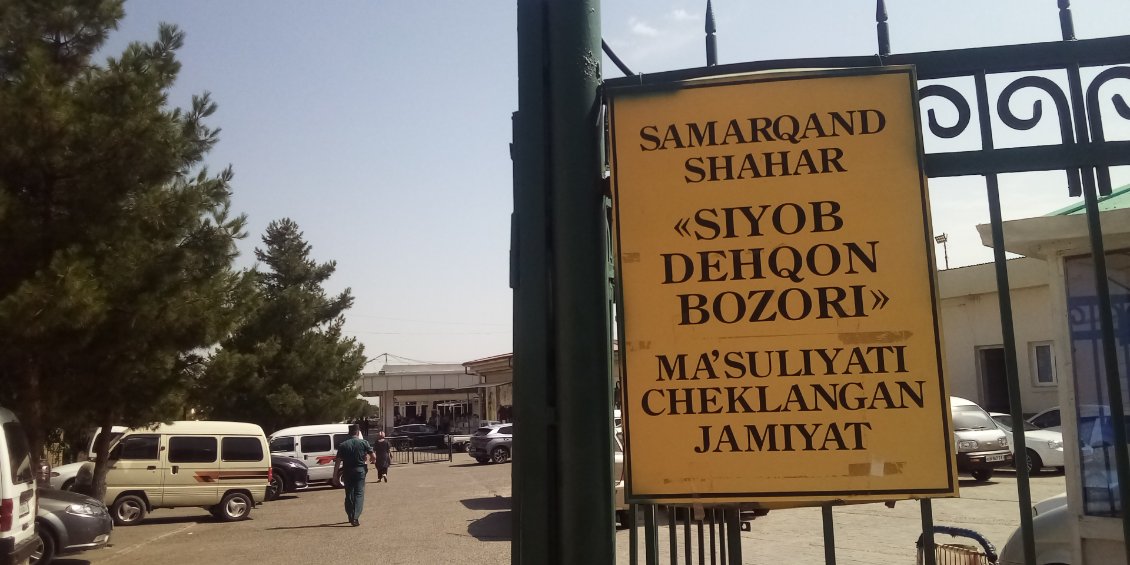 SAMARQAND
SHAHAR
«SIYOB
DEHQON
BOZORI»
MA’SULIYATI
CHEKLANGAN
JAMIYAT